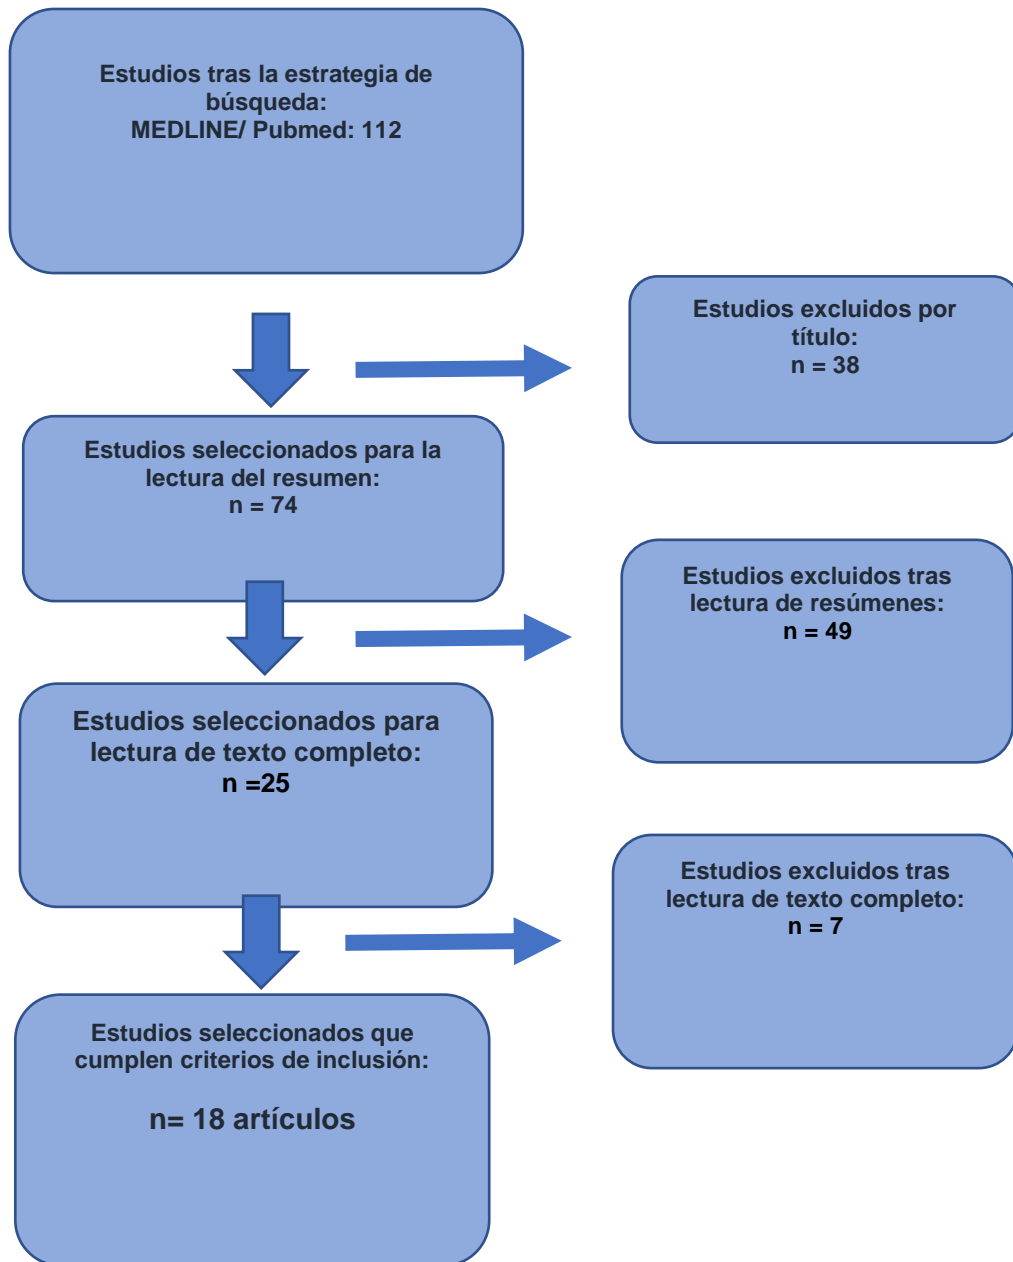 Estudios tras la estrategia de
búsqueda:
MEDLINE/ Pubmed: 112
Estudios excluidos por
título:
n = 38
Estudios seleccionados para la
lectura del resumen:
n = 74
Estudios excluidos tras
lectura de resúmenes:
n = 49
Estudios seleccionados para
lectura de texto completo:
n =25
Estudios excluidos tras
lectura de texto completo:
n = 7
Estudios seleccionados que
cumplen criterios de inclusión:
n= 18 artículos